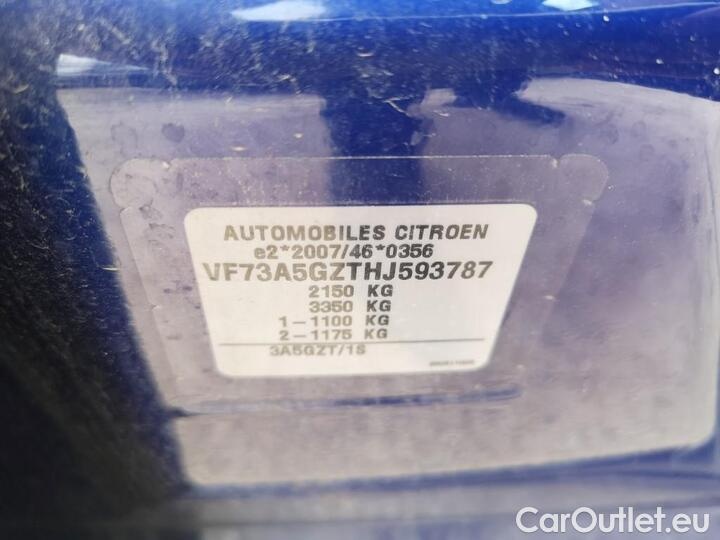 AUTOMOBILES CITROEN
e2*2007/46*0356
VF73A5GZTHJ593787
2150 KG
3350 KG
1-1100 KG
2-1175 KG
3A5GZT/1S
CarOutlet.eu